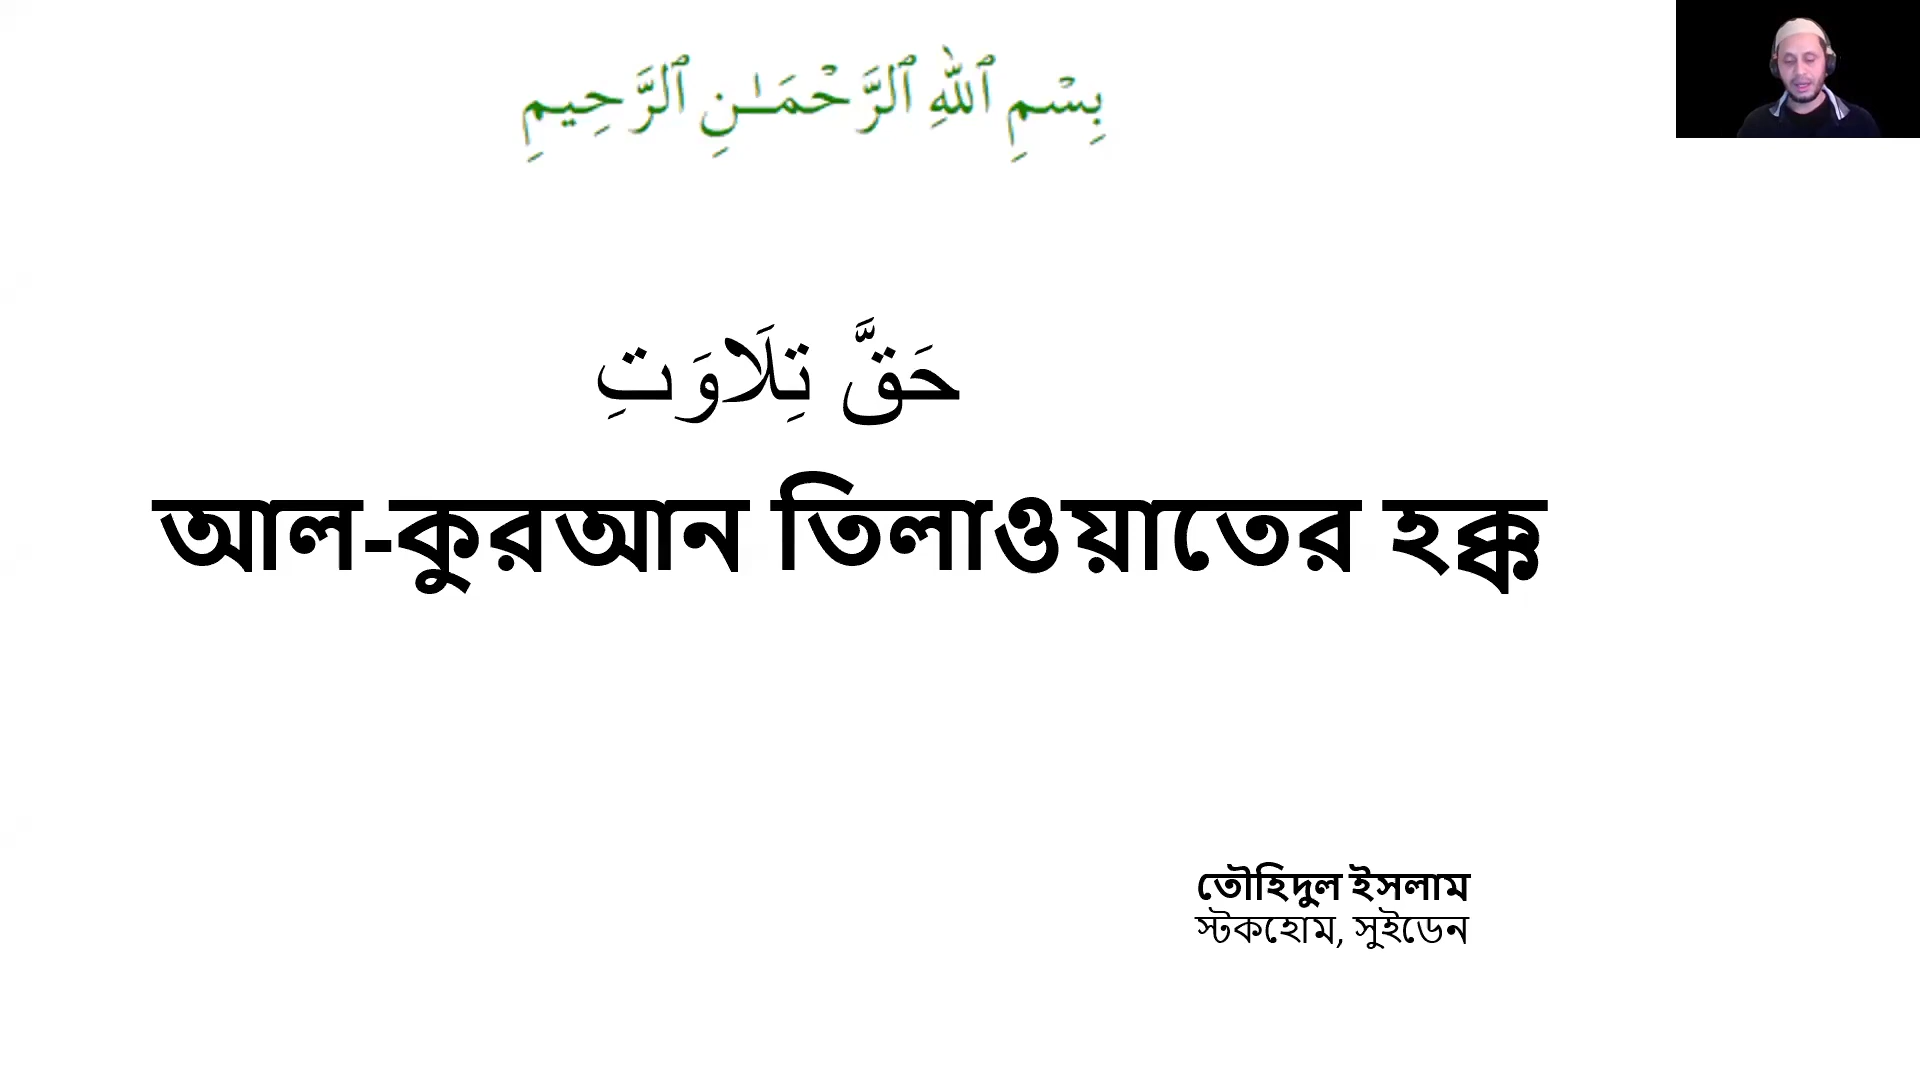 بِسْمِ ٱللَّهِ ٱلرَّحْمَـٰنِ ٱلرَّحِيمِ
حَقَّ تِلَاوَتِ
আল-কুরআন তিলাওয়াতের হক্ক
তৌহিদুল ইসলাম
স্টকহোম, সুইডেন